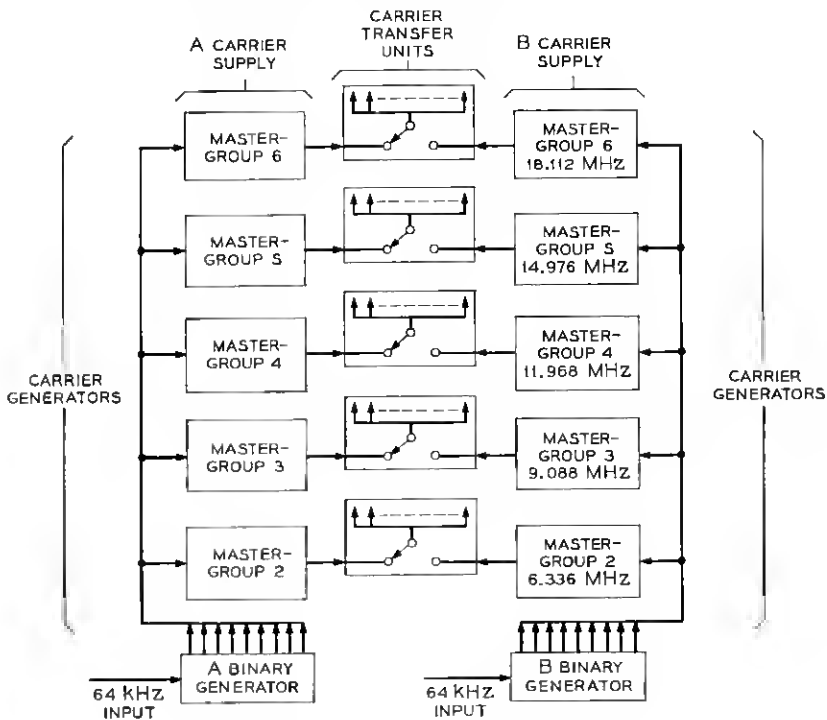 A CARRIER
SUPPLY
CARRIER
TRANSFER
UNITS
B CARRIER
SUPPLY
MASTER-
GROUP 6
MASTER-
GROUP 6
18.112 MHz
MASTER-
GROUP 5
MASTER-
GROUP 5
14.976 MHz
MASTER-
GROUP 4
MASTER-
GROUP 4
11.968 MHz
CARRIER
GENERATORS
CARRIER
GENERATORS
MASTER-
GROUP 3
MASTER-
GROUP 3
9.088 MHz
MASTER-
GROUP 2
MASTER-
GROUP 2
6.336 MHz
A BINARY
GENERATOR
64 kHz
INPUT
B BINARY
GENERATOR
64 kHz
INPUT